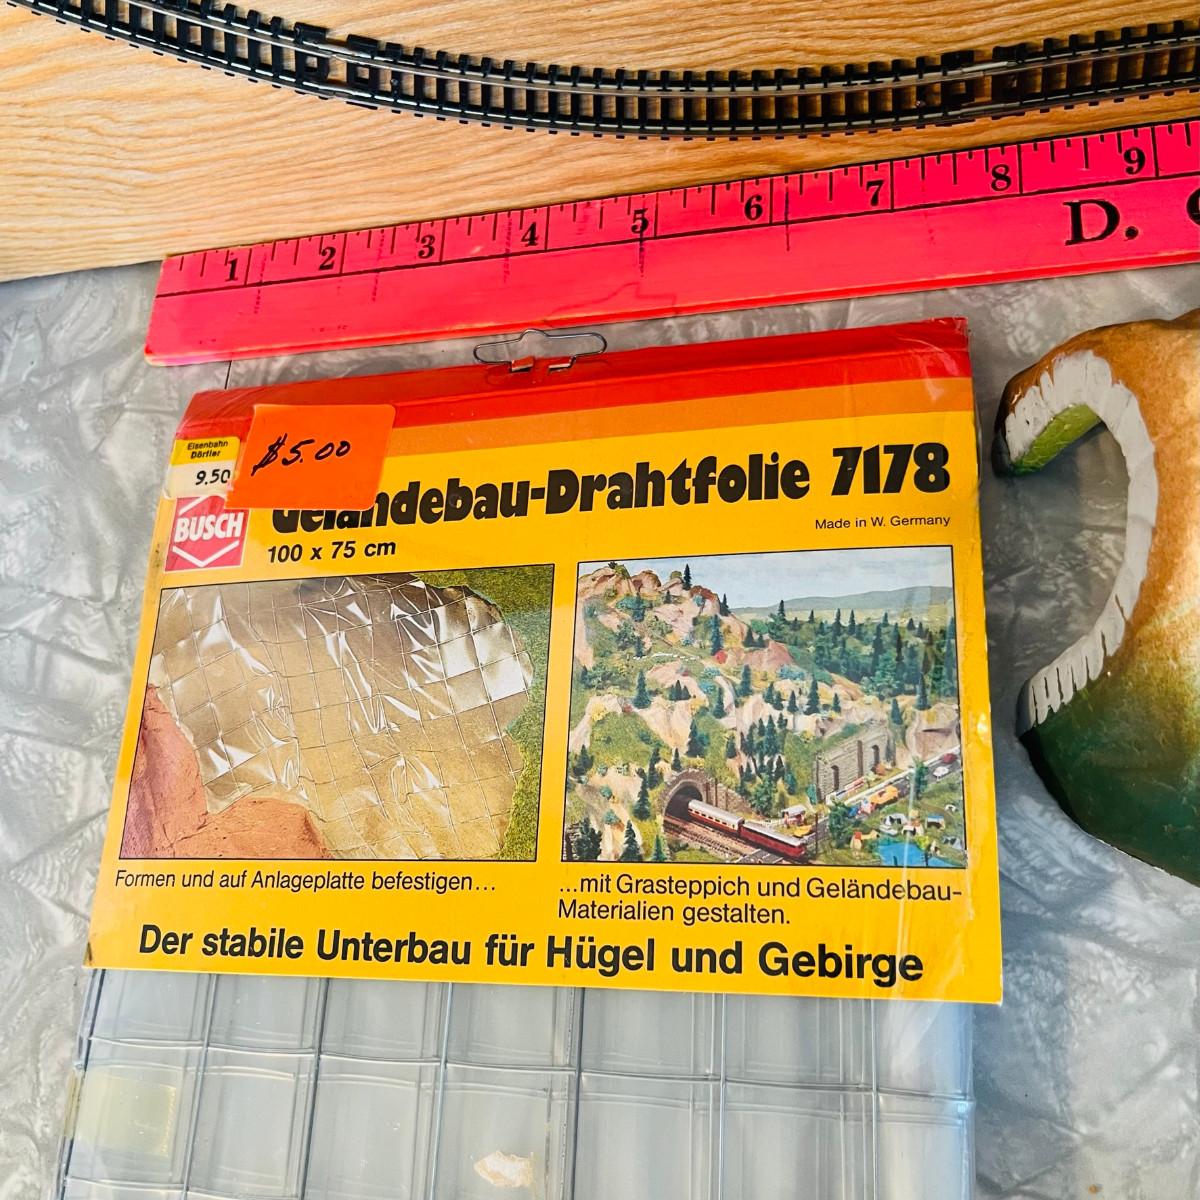 1 2 3 4 5 6 7 8 9
D.
$5.00
Eisenbahn
Dörfler
9.50
BUSCH
Geländebau-Drahtfolie 7178
Made in W. Germany
100 x 75 cm
Formen und auf Anlageplatte befestigen...
...mit Grasteppich und Geländebau-
Materialien gestalten.
Der stabile Unterbau für Hügel und Gebirge